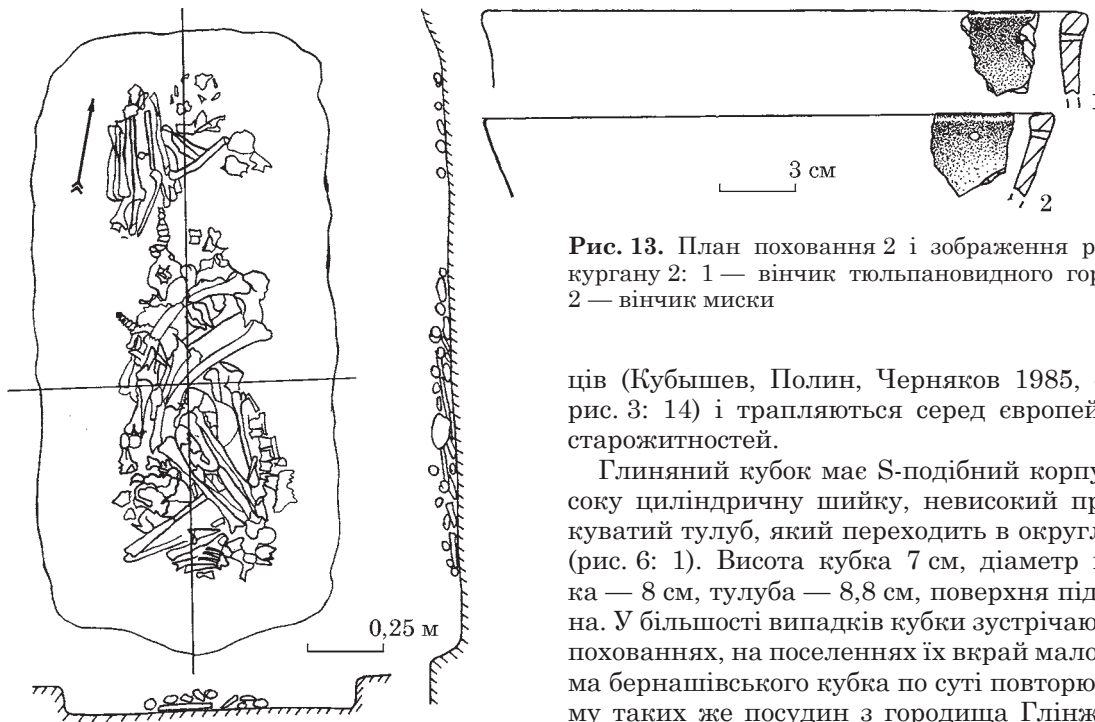 1
3 см
2
0,25 м
Рис. 13. План поховання 2 і зображення р
кургану 2: 1 — вінчик тюльпановидного гор
2 — вінчик миски
ців (Кубышев, Полин, Черняков 1985,
рис. 3: 14) і трапляються серед європей
старожитностей.
Глиняний кубок має S-подібний корпу
соку циліндричну шийку, невисокий пр
куватий тулуб, який переходить в округл
(рис. 6: 1). Висота кубка 7 см, діаметр
ка — 8 см, тулуба — 8,8 см, поверхня під
на. У більшості випадків кубки зустрічаю
похованнях, на поселеннях їх вкрай мало
ма бернашівського кубка по суті повторю
му таких же посудин з городища Глінж